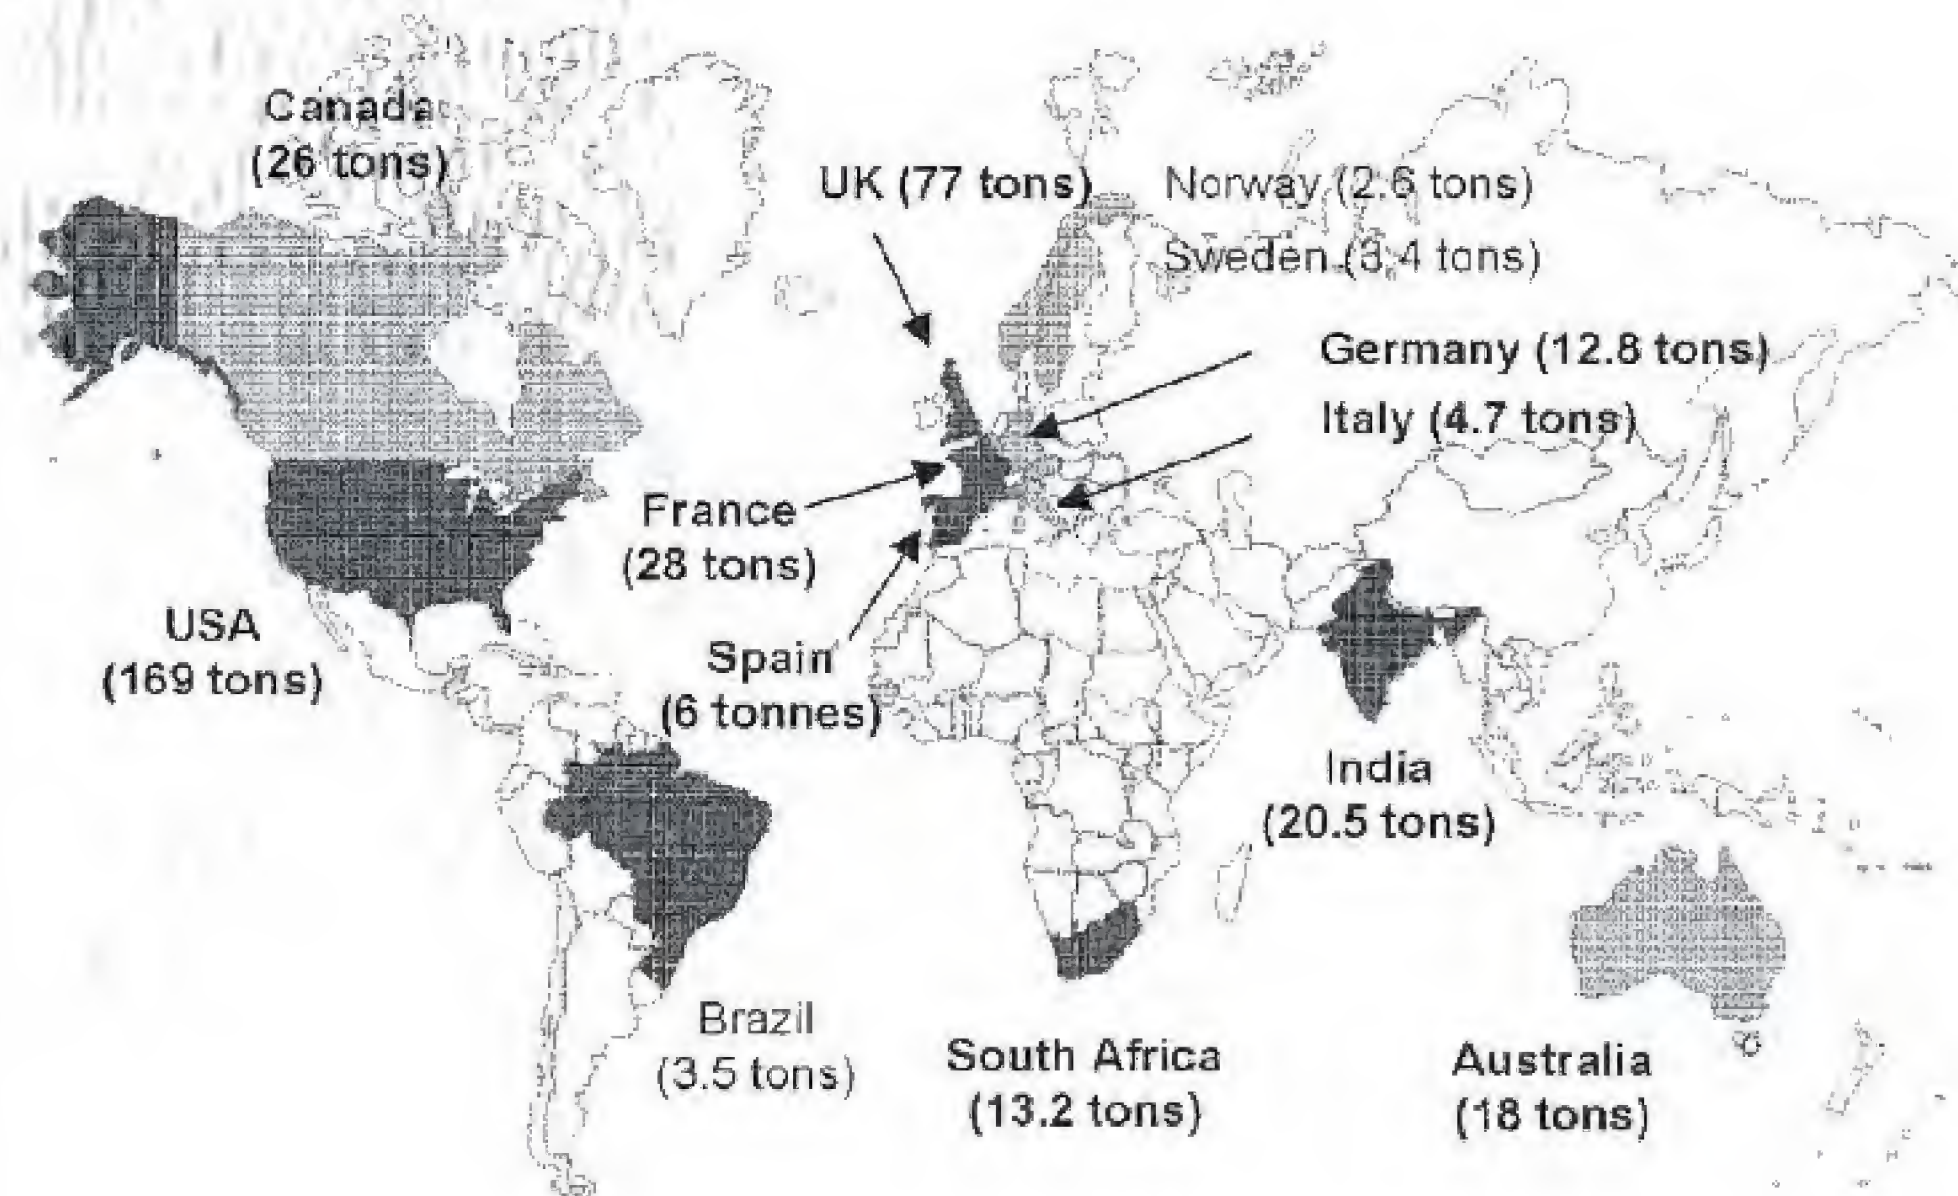 Canada
(26 tons)
UK (77 tons)
Norway (2.6 tons)
Sweden (3.4 tons)
Germany (12.8 tons)
Italy (4.7 tons)
France
(28 tons)
USA
(169 tons)
Spain
(6 tonnes)
India
(20.5 tons)
Brazil
(3.5 tons)
South Africa
(13.2 tons)
Australia
(18 tons)